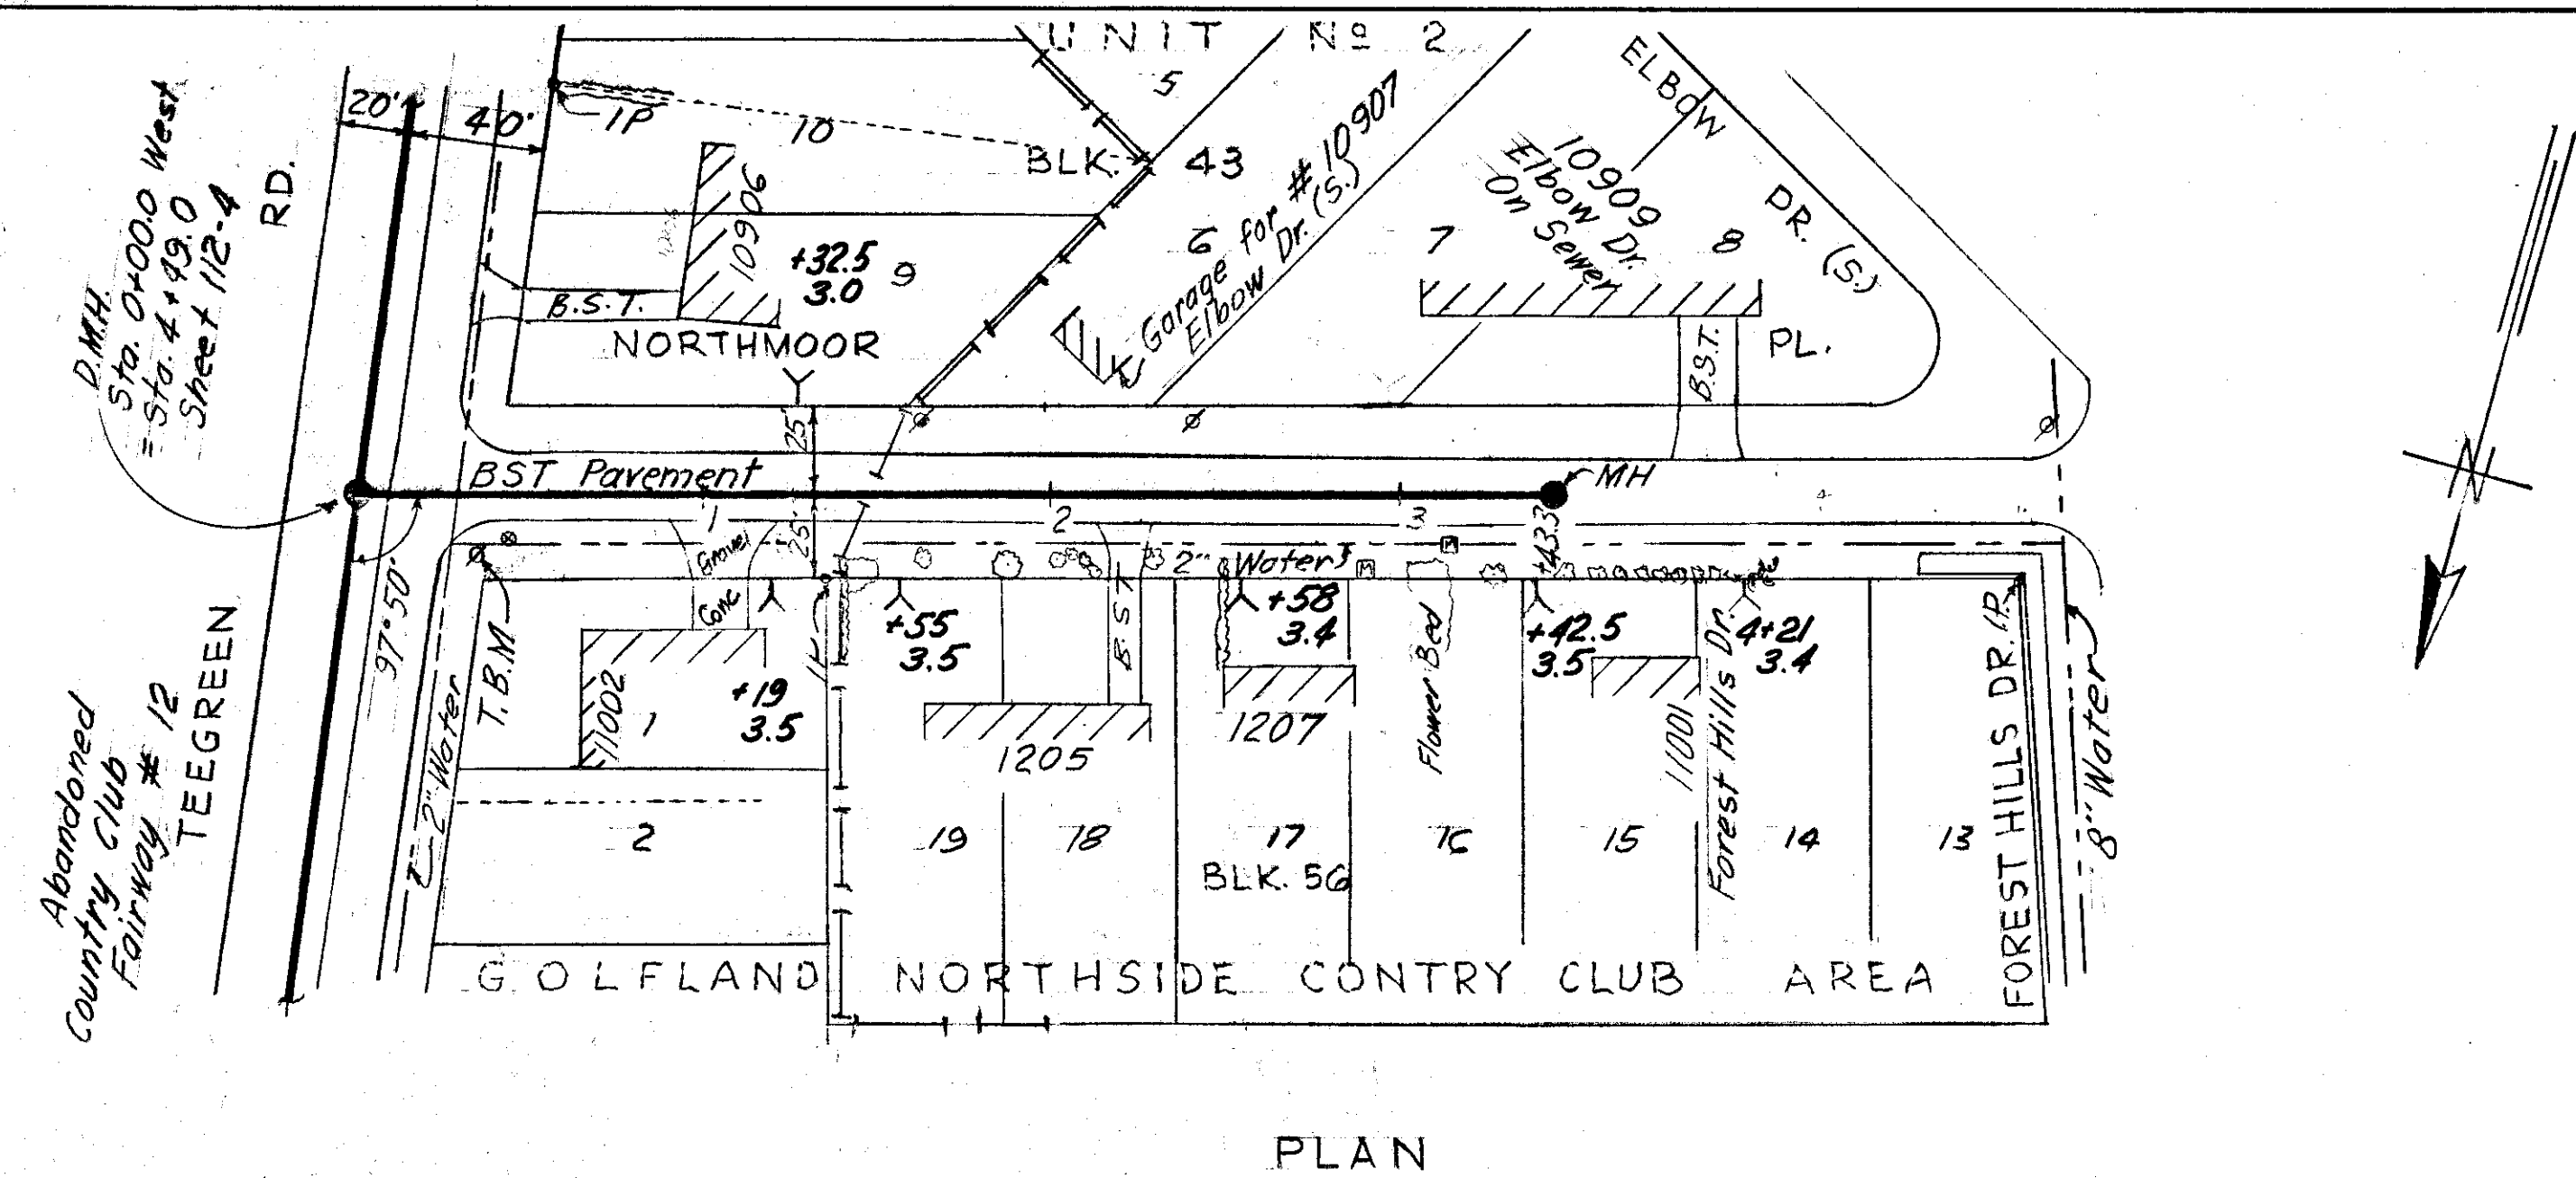 UNIT No 2
5
ELBOW DR. (S.)
20'
40'
IP
10
BLK. 43
D.M.H.
Sta. 0+00.0 West
= Sta. 4+49.0
Sheet 112-4
RD.
10906
+32.5
3.0
9
6
Garage for # 10907
Elbow Dr. (S.)
7
10909
Elbow Dr.
On Sewer
8
B.S.T.
NORTHMOOR
B.S.T.
PL.
25'
BST Pavement
MH
1
2
3
25'
+43.3
Gravel
2" Water
97°50'
Conc
B.S.T
T.B.M.
IP
+55
3.5
+58
3.4
Flower Bed
+42.5
3.5
4+21
3.4
I.P.
11002
1
+19
3.5
1205
1207
11001
Forest Hills Dr.
FOREST HILLS DR.
8" Water
2" Water
Abandoned
Country Club
Fairway # 12
TEEGREEN
2
19
18
17
16
15
14
13
BLK. 56
GOLFLAND NORTHSIDE CONTRY CLUB AREA
N
PLAN